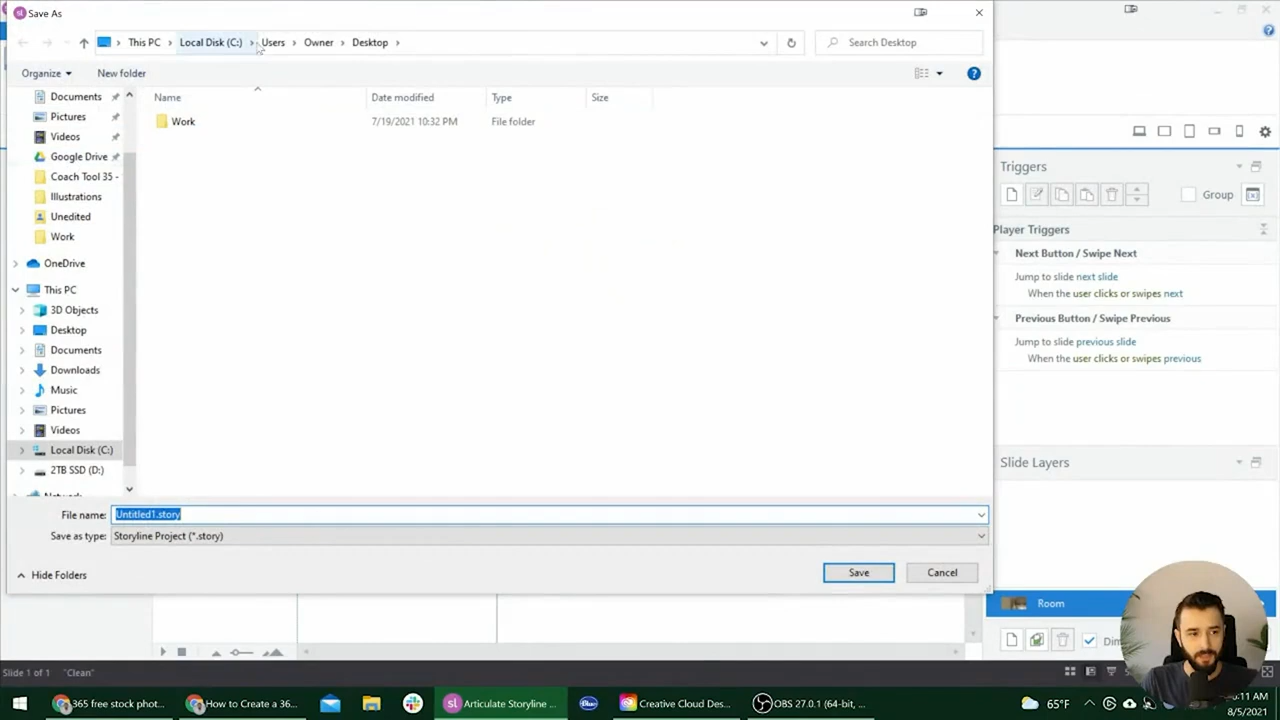 sl Save As
This PC > Local Disk (C:) > Users > Owner > Desktop >
Search Desktop
Organize
New folder
Documents
Pictures
Videos
Google Drive
Coach Tool 35 -
Illustrations
Unedited
Work
OneDrive
This PC
3D Objects
Desktop
Documents
Downloads
Music
Pictures
Videos
Local Disk (C:)
2TB SSD (D:)
Name
Date modified
Type
Size
Work
7/19/2021 10:32 PM
File folder
File name:
Untitled1.story
Save as type:
Storyline Project (*.story)
Hide Folders
Save
Cancel
Triggers
Group
Player Triggers
Next Button / Swipe Next
Jump to slide next slide
When the user clicks or swipes next
Previous Button / Swipe Previous
Jump to slide previous slide
When the user clicks or swipes previous
Slide Layers
Room
Slide 1 of 1
"Clean"
365 free stock phot...
How to Create a 36...
sl Articulate Storyline ...
Creative Cloud Des...
OBS 27.0.1 (64-bit, ...
65°F
:11 AM
8/5/2021